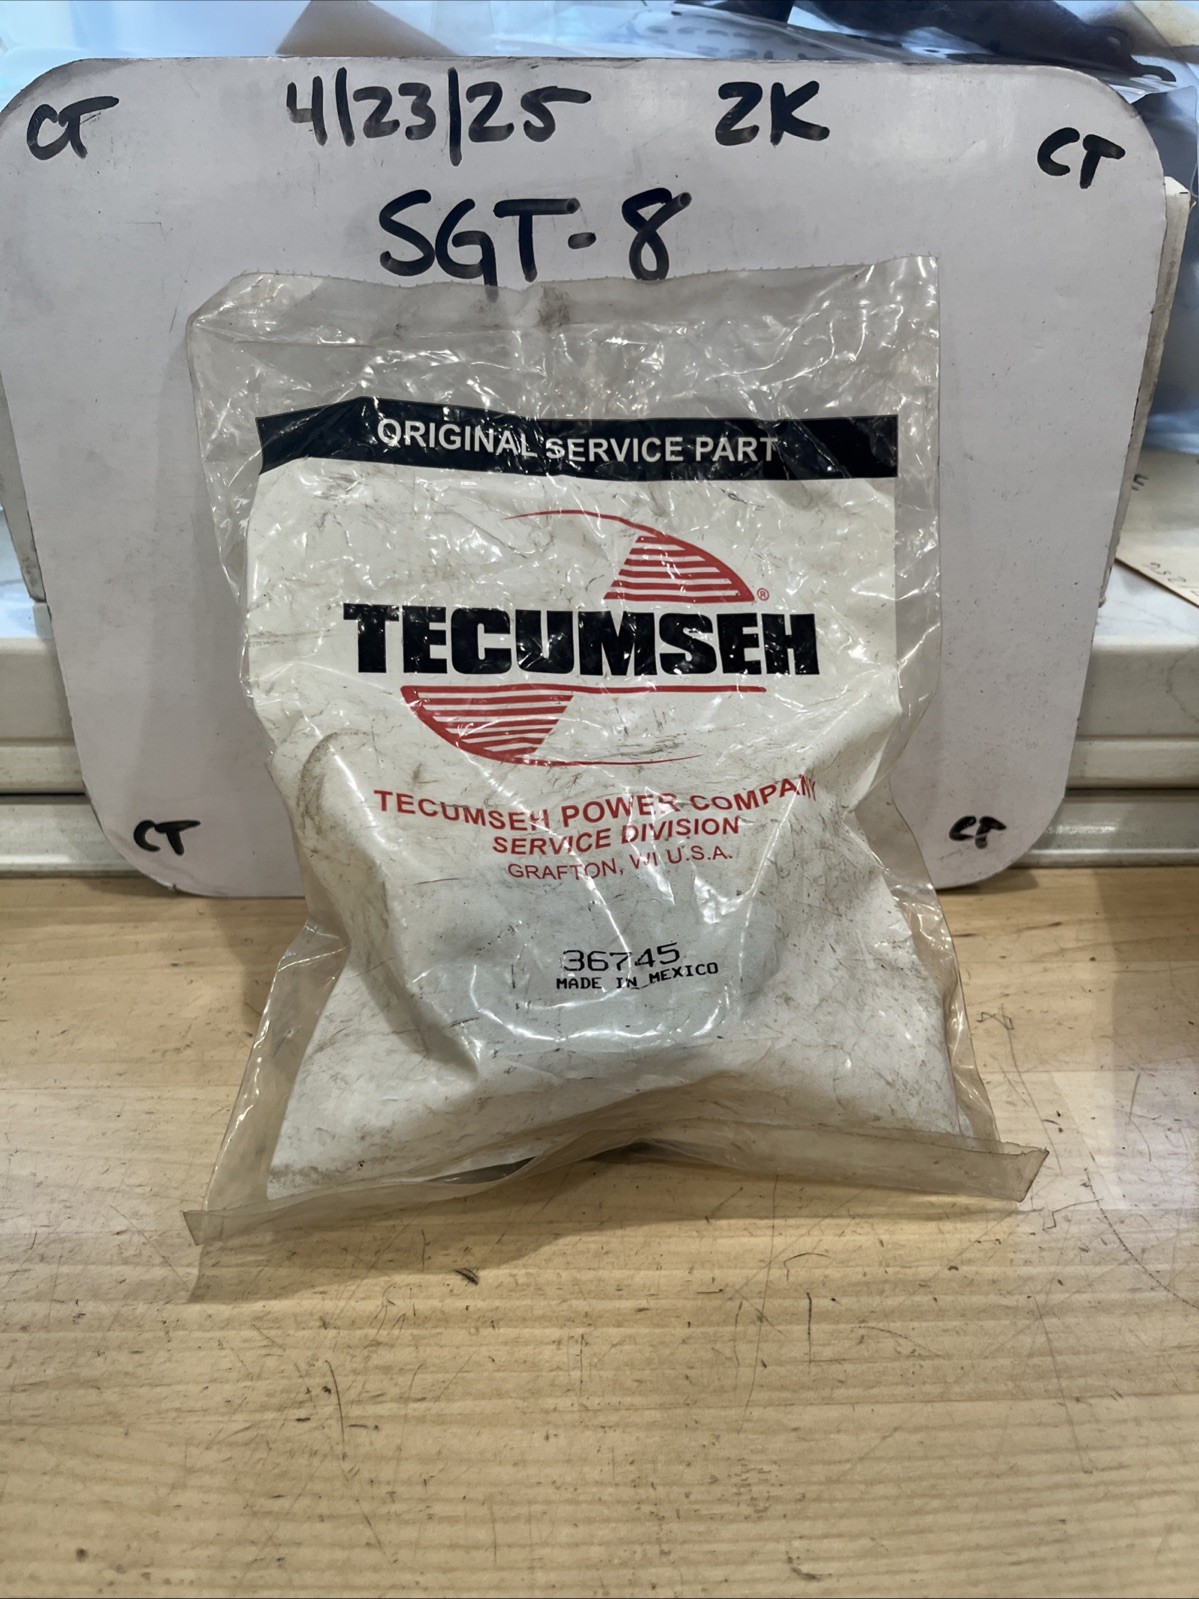 CT 4/23/25 2K CT
SGT-8
ORIGINAL SERVICE PART
TECUMSEH®
TECUMSEH POWER COMPANY
SERVICE DIVISION
GRAFTON, WI U.S.A.
36745
MADE IN MEXICO
CT CT